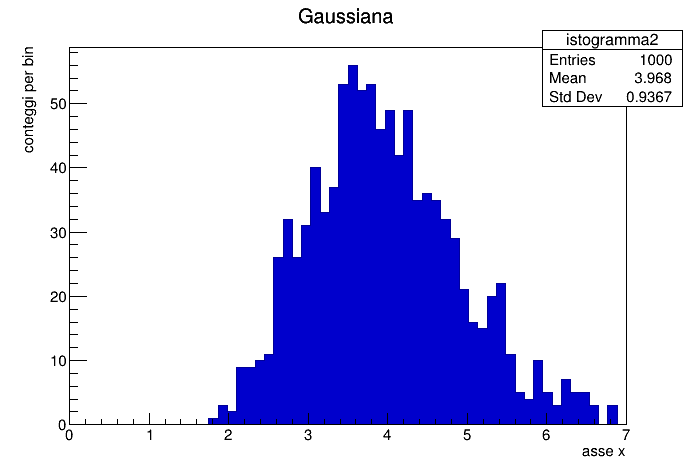 Gaussiana
istogramma2
Entries 1000
Mean 3.968
Std Dev 0.9367
conteggi per bin
50
40
30
20
10
0
0 1 2 3 4 5 6 7
asse x